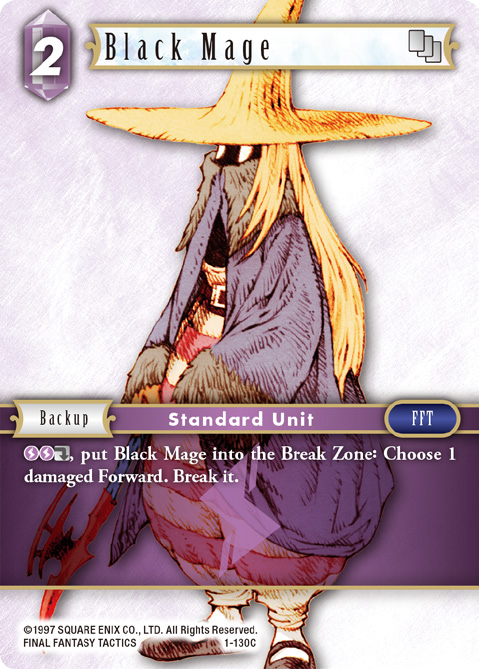 2
Black Mage
Backup
Standard Unit
FFT
, put Black Mage into the Break Zone: Choose 1
damaged Forward. Break it.
©1997 SQUARE ENIX CO., LTD. All Rights Reserved.
FINAL FANTASY TACTICS
1-130C